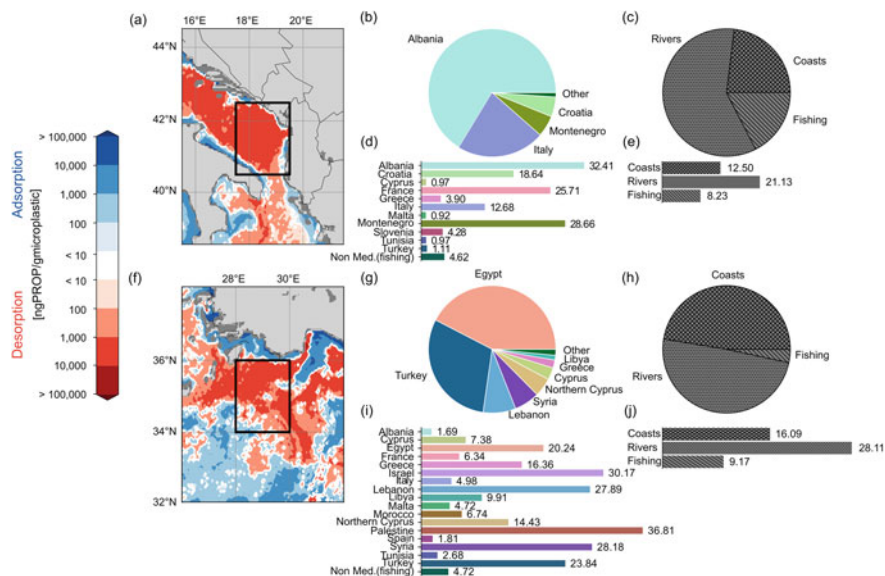 (a)
16°E 18°E 20°E
44°N
42°N
40°N
(b)
Albania
Other
Croatia
Montenegro
Italy
(c)
Rivers
Coasts
Fishing
(d)
Albania 32.41
Croatia 18.64
Cyprus 0.97
France 25.71
Greece 3.90
Italy 12.68
Malta 0.92
Montenegro 28.66
Slovenia 4.28
Tunisia 0.97
Turkey 1.11
Non Med.(fishing) 4.62
(e)
Coasts 12.50
Rivers 21.13
Fishing 8.23
Adsorption
Desorption
[ngPROP/gmicroplastic]
> 100,000
10,000
1,000
100
< 10
< 10
100
1,000
10,000
> 100,000
(f)
28°E 30°E
36°N
34°N
32°N
(g)
Egypt
Other
Libya
Greece
Cyprus
Northern Cyprus
Syria
Lebanon
Turkey
(h)
Coasts
Fishing
Rivers
(i)
Albania 1.69
Cyprus 7.38
Egypt 20.24
France 6.34
Greece 16.36
Israel 30.17
Italy 4.98
Lebanon 27.89
Libya 9.91
Malta 4.72
Morocco 6.74
Northern Cyprus 14.43
Palestine 36.81
Spain 1.81
Syria 28.18
Tunisia 2.68
Turkey 23.84
Non Med.(fishing) 4.72
(j)
Coasts 16.09
Rivers 28.11
Fishing 9.17